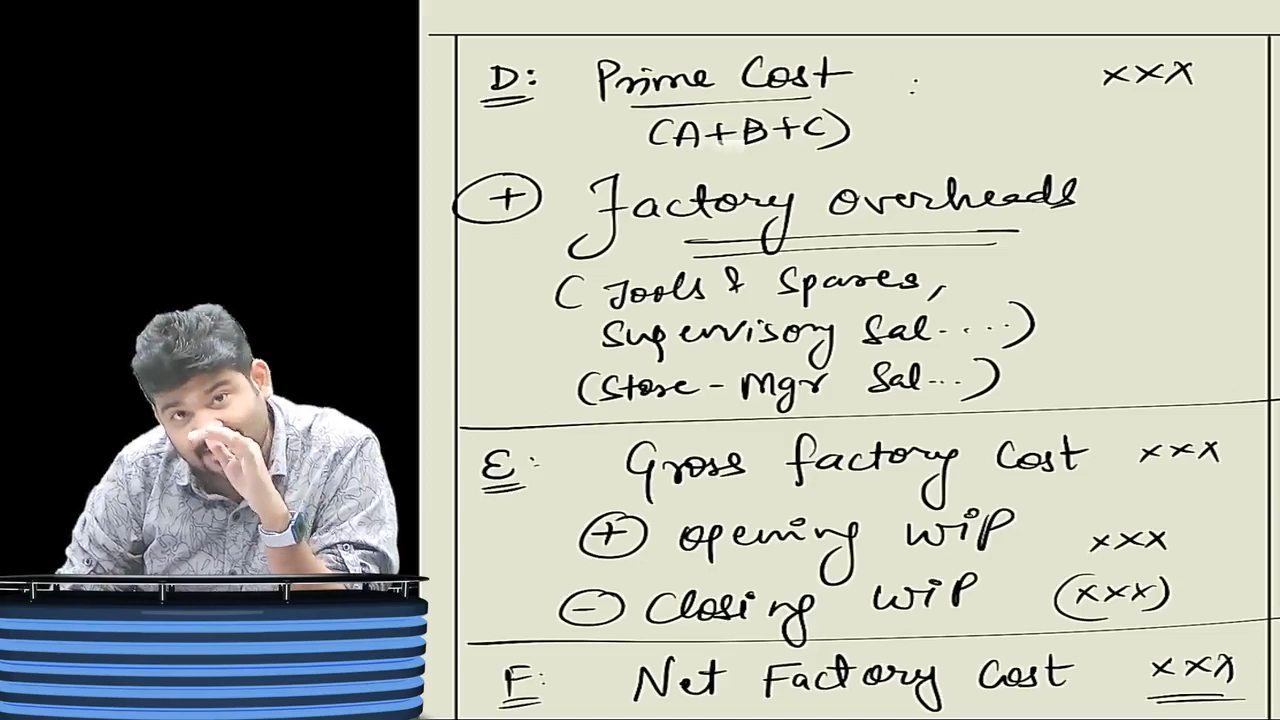 D: Prime Cost : xxx
(A+B+C)
+ Factory overheads
(Tools & Spares,
Supervisory Sal....)
(Store-Mgr Sal...)
E: Gross factory Cost xxx
+ opening WIP xxx
- Closing WIP (xxx)
F: Net Factory Cost xxx